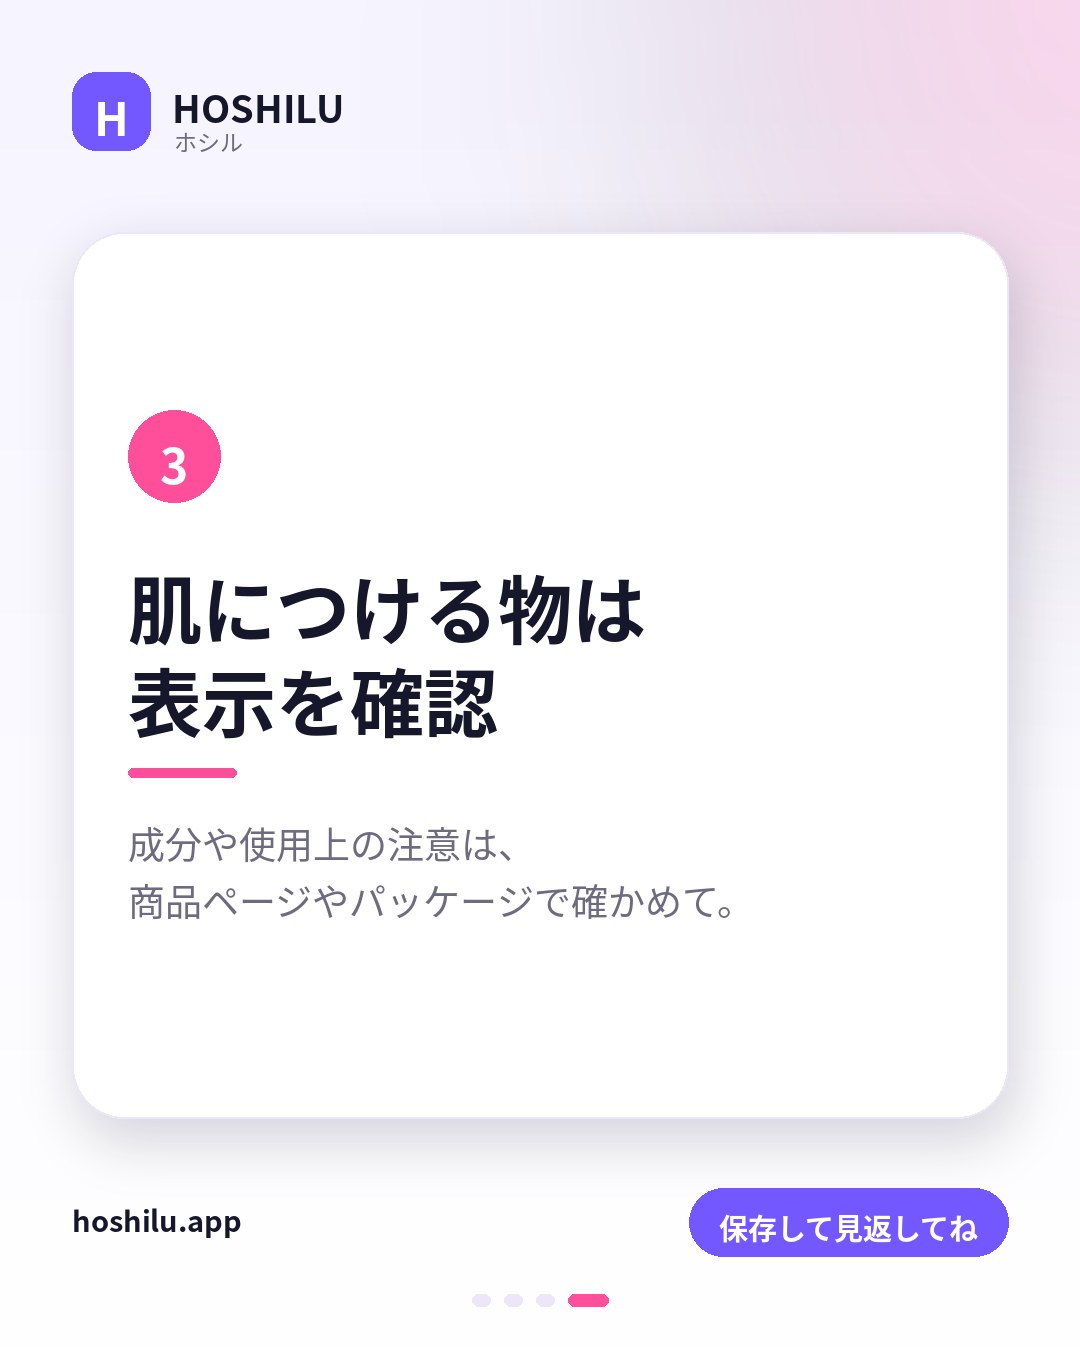 H
HOSHILU
ホシル
3
肌につける物は
表示を確認
成分や使用上の注意は、
商品ページやパッケージで確かめて。
hoshilu.app
保存して見返してね